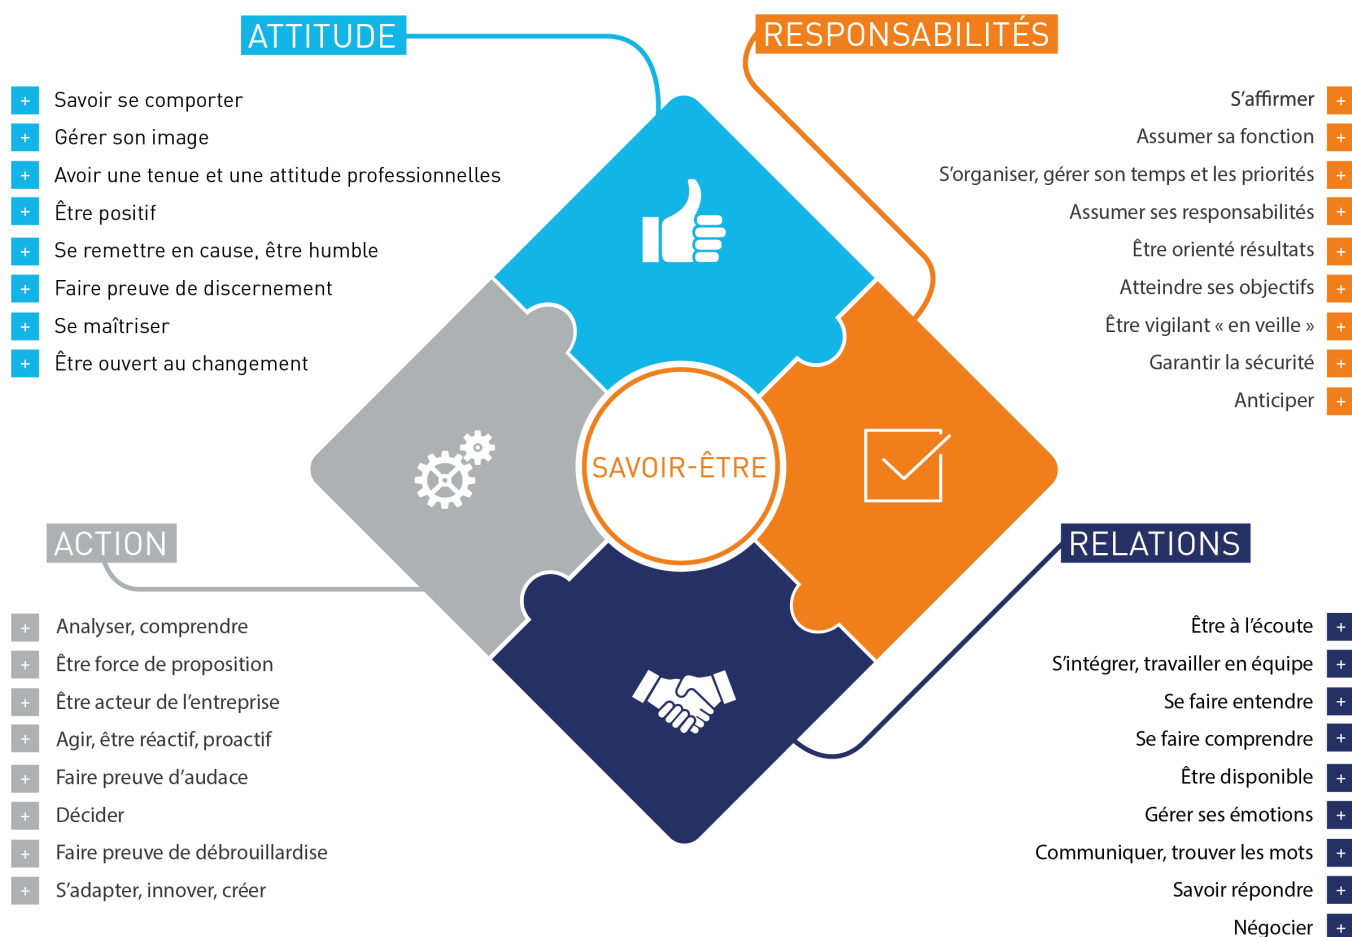 ATTITUDE
Savoir se comporter
Gérer son image
Avoir une tenue et une attitude professionnelles
Être positif
Se remettre en cause, être humble
Faire preuve de discernement
Se maîtriser
Être ouvert au changement
RESPONSABILITÉS
S’affirmer
Assumer sa fonction
S’organiser, gérer son temps et les priorités
Assumer ses responsabilités
Être orienté résultats
Atteindre ses objectifs
Être vigilant « en veille »
Garantir la sécurité
Anticiper
SAVOIR-ÊTRE
ACTION
Analyser, comprendre
Être force de proposition
Être acteur de l’entreprise
Agir, être réactif, proactif
Faire preuve d’audace
Décider
Faire preuve de débrouillardise
S’adapter, innover, créer
RELATIONS
Être à l’écoute
S’intégrer, travailler en équipe
Se faire entendre
Se faire comprendre
Être disponible
Gérer ses émotions
Communiquer, trouver les mots
Savoir répondre
Négocier